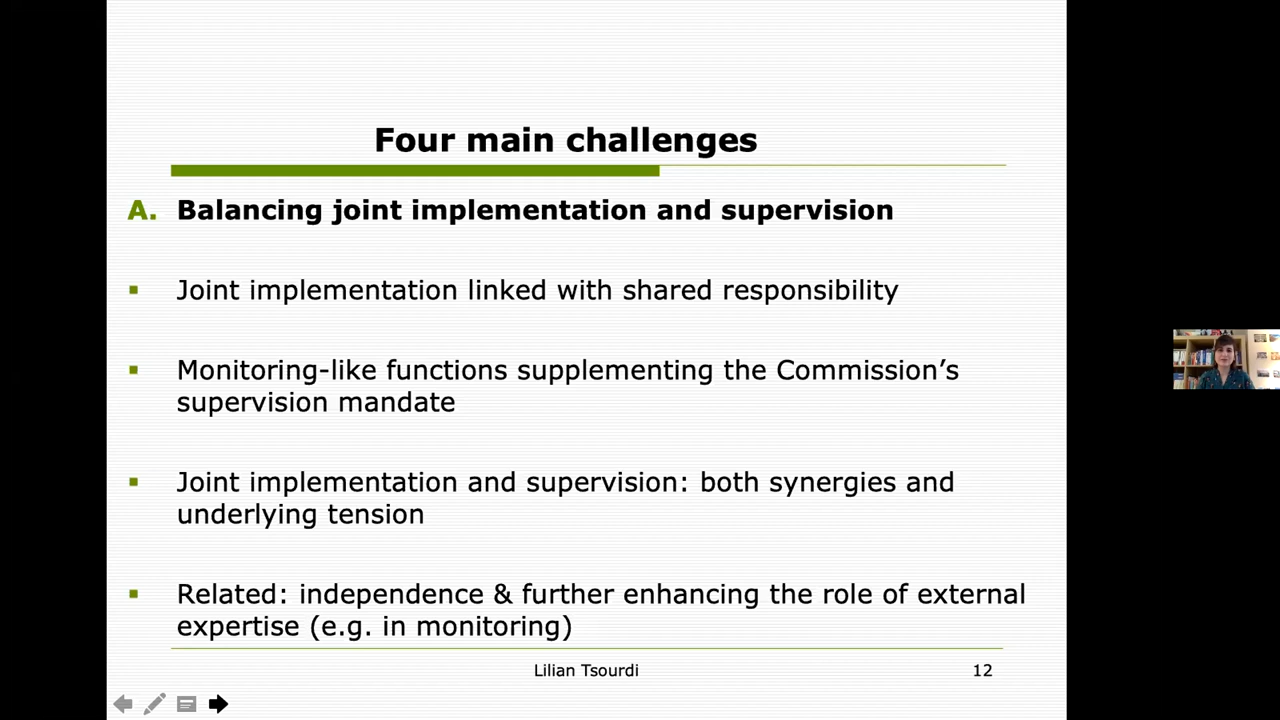 Four main challenges
A. Balancing joint implementation and supervision
Joint implementation linked with shared responsibility
Monitoring-like functions supplementing the Commission’s
supervision mandate
Joint implementation and supervision: both synergies and
underlying tension
Related: independence & further enhancing the role of external
expertise (e.g. in monitoring)
Lilian Tsourdi
12